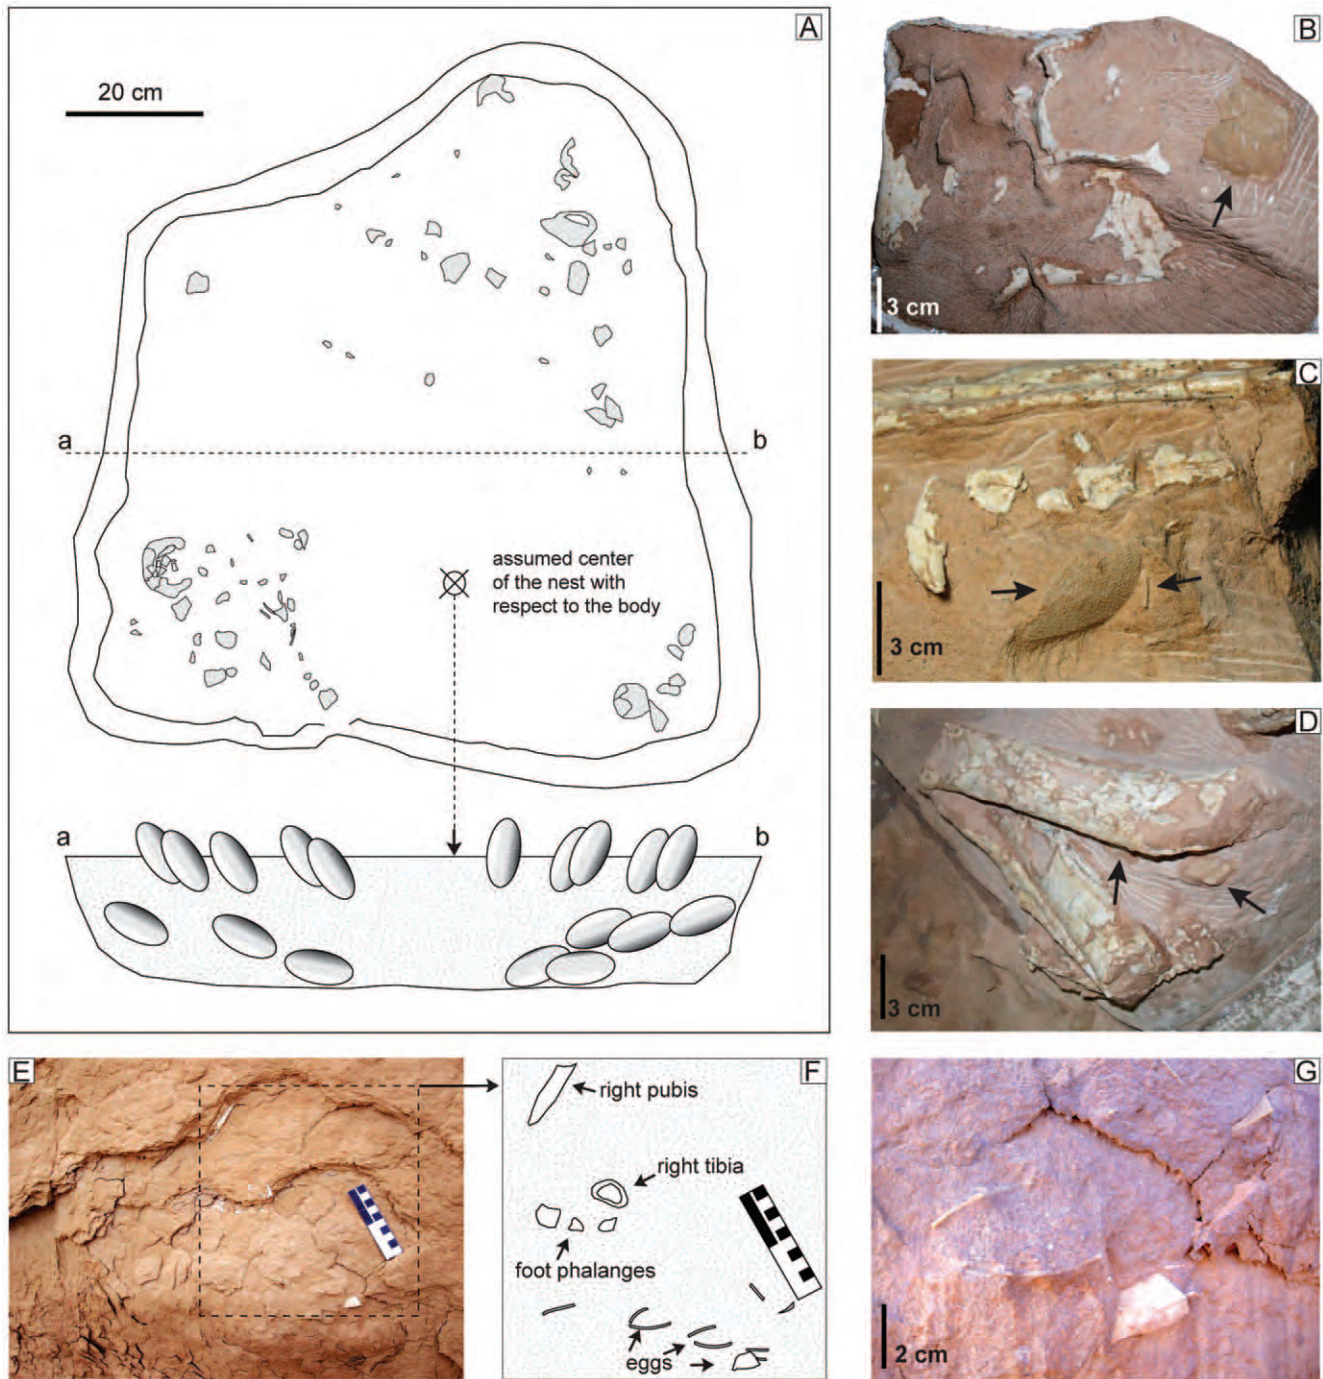 A
20 cm
a
b
assumed center
of the nest with
respect to the body
a
b
B
3 cm
C
3 cm
D
3 cm
E
F
right pubis
right tibia
foot phalanges
eggs
G
2 cm